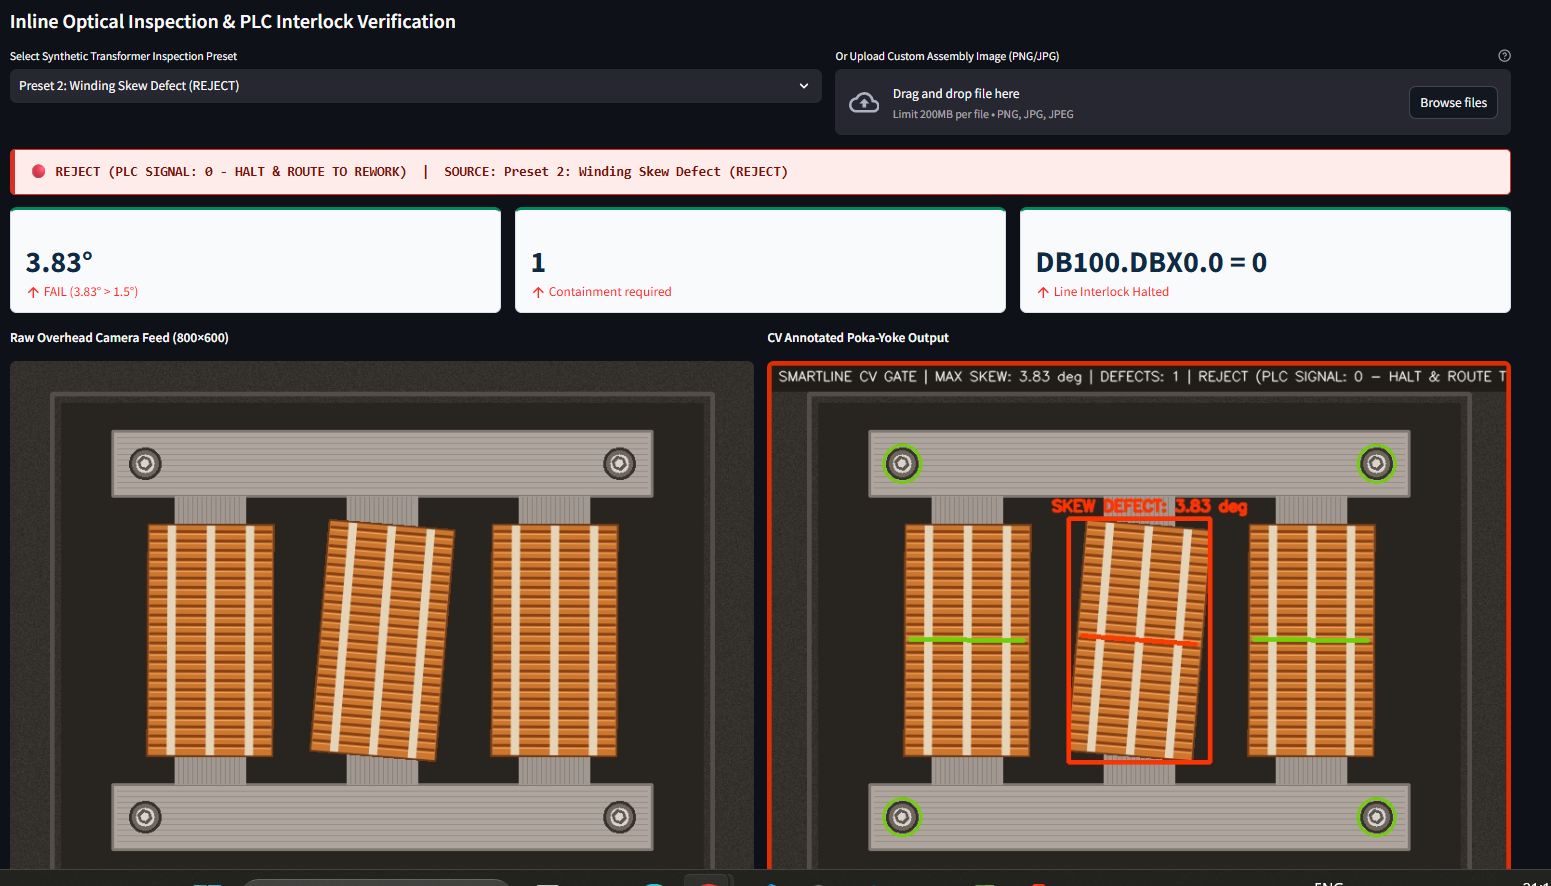 Inline Optical Inspection & PLC Interlock Verification
Select Synthetic Transformer Inspection Preset
Preset 2: Winding Skew Defect (REJECT)
Or Upload Custom Assembly Image (PNG/JPG)
Drag and drop file here
Limit 200MB per file • PNG, JPG, JPEG
Browse files
REJECT (PLC SIGNAL: 0 - HALT & ROUTE TO REWORK) | SOURCE: Preset 2: Winding Skew Defect (REJECT)
3.83°
↑ FAIL (3.83° > 1.5°)
1
↑ Containment required
DB100.DBX0.0 = 0
↑ Line Interlock Halted
Raw Overhead Camera Feed (800×600)
CV Annotated Poka-Yoke Output
SMARTLINE CV GATE | MAX SKEW: 3.83 deg | DEFECTS: 1 | REJECT (PLC SIGNAL: 0 - HALT & ROUTE T
SKEW DEFECT: 3.83 deg